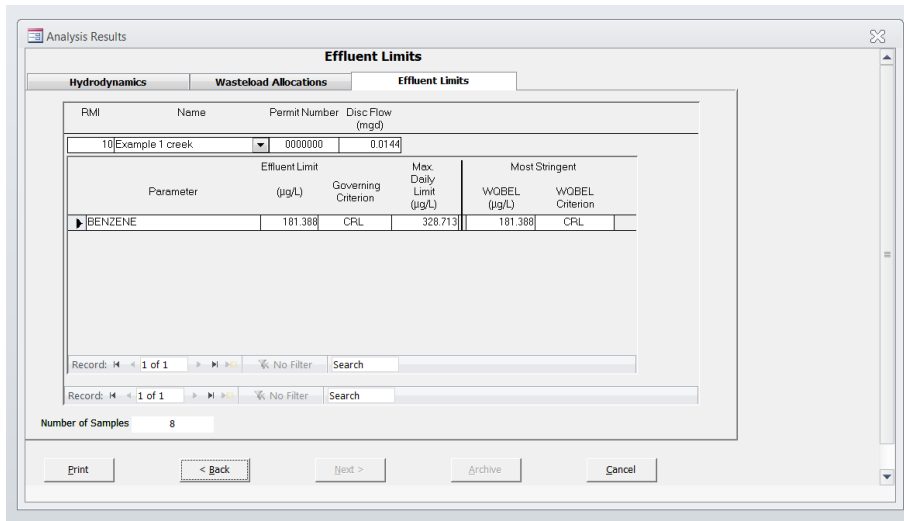 Analysis Results
Effluent Limits
Hydrodynamics Wasteload Allocations Effluent Limits
RMI Name Permit Number Disc Flow
(mgd)
10 Example 1 creek 0000000 0.0144
Effluent Limit Max. Most Stringent
Daily
Parameter (µg/L) Governing Limit WQBEL WQBEL
Criterion (µg/L) (µg/L) Criterion
BENZENE 181.388 CRL 328.713 181.388 CRL
Record: 1 of 1 No Filter Search
Record: 1 of 1 No Filter Search
Number of Samples 8
Print < Back Next > Archive Cancel